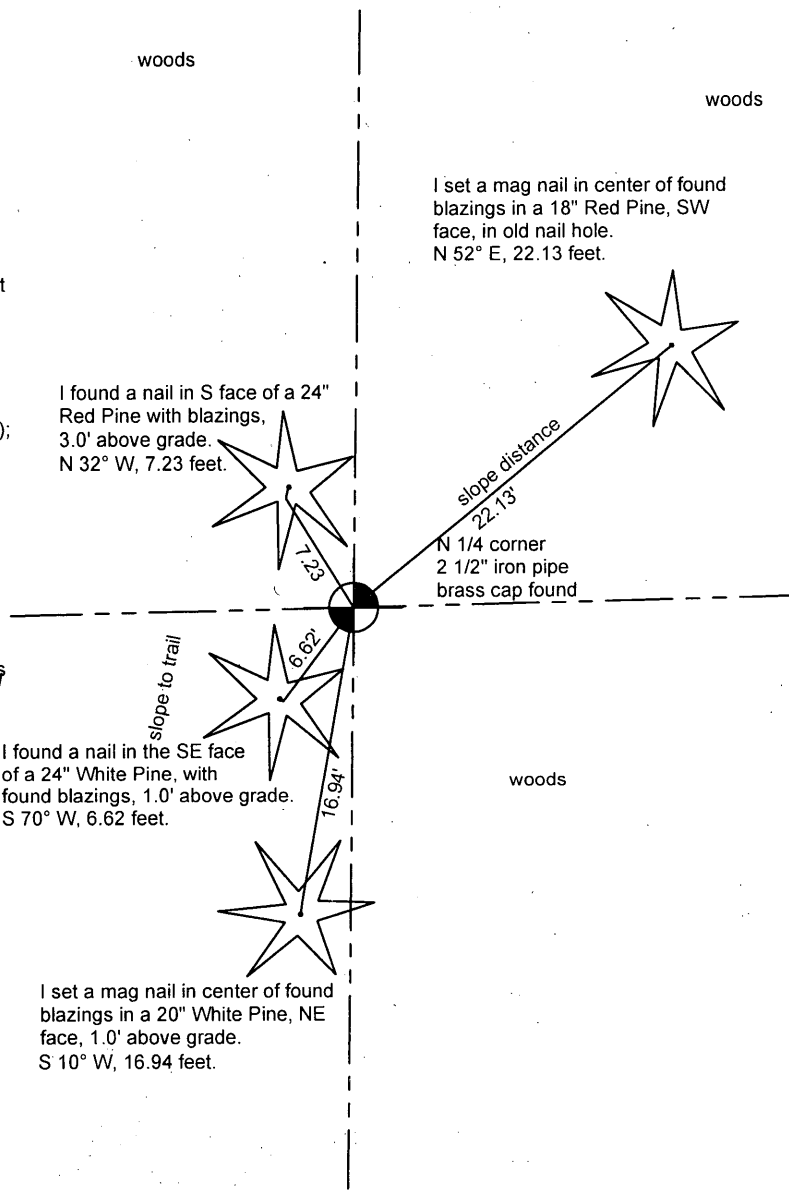 woods
woods
I set a mag nail in center of found
blazings in a 18" Red Pine, SW
face, in old nail hole.
N 52° E, 22.13 feet.
t
I found a nail in S face of a 24"
Red Pine with blazings,
3.0' above grade.
N 32° W, 7.23 feet.
);
slope distance
22.13'
N 1/4 corner
2 1/2" iron pipe
brass cap found
7.23
6.62'
slope to trail
I found a nail in the SE face
of a 24" White Pine, with
found blazings, 1.0' above grade.
S 70° W, 6.62 feet.
16.94'
woods
I set a mag nail in center of found
blazings in a 20" White Pine, NE
face, 1.0' above grade.
S 10° W, 16.94 feet.